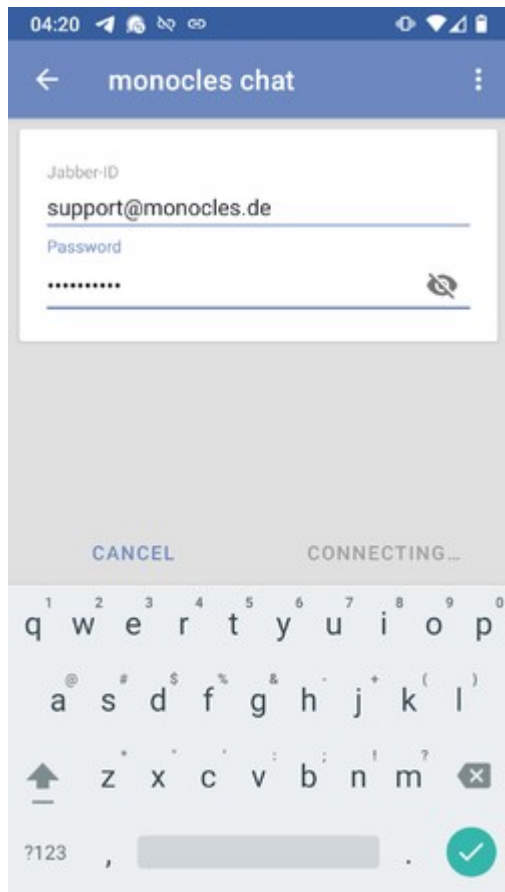 04:20
monocles chat
Jabber-ID
support@monocles.de
Password
••••••••••
CANCEL CONNECTING…
1 2 3 4 5 6 7 8 9 0
q w e r t y u i o p
@ # $ % & - + ( )
a s d f g h j k l
z x c v b n m
?123 , .